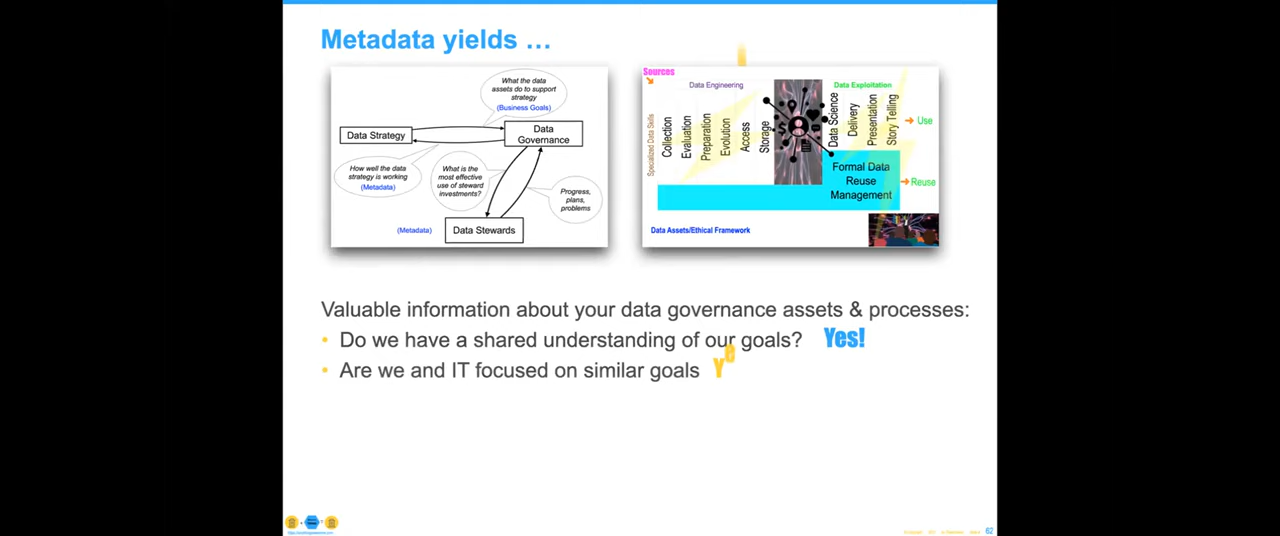 Metadata yields …
What the data
assets do to support
strategy
(Business Goals)
Data Strategy
Data
Governance
How well the data
strategy is working
(Metadata)
What is the
most effective
use of steward
investments?
Progress,
plans,
problems
(Metadata)
Data Stewards
Sources
Data Engineering
Data Exploitation
Specialized Data Skills
Collection
Evaluation
Preparation
Evolution
Access
Storage
Data Science
Delivery
Presentation
Story Telling
Use
Formal Data
Reuse
Management
Reuse
Data Assets/Ethical Framework
Valuable information about your data governance assets & processes:
• Do we have a shared understanding of our goals? Yes!
• Are we and IT focused on similar goals Ye
62